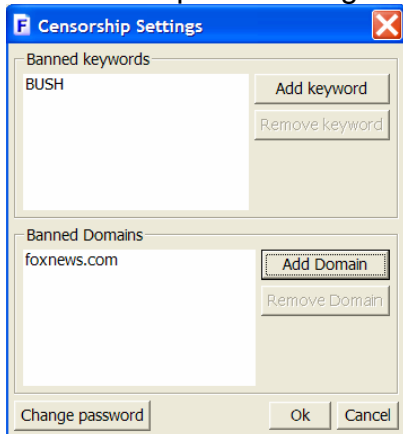 F Censorship Settings
Banned keywords
BUSH
Add keyword
Remove keyword
Banned Domains
foxnews.com
Add Domain
Remove Domain
Change password
Ok
Cancel